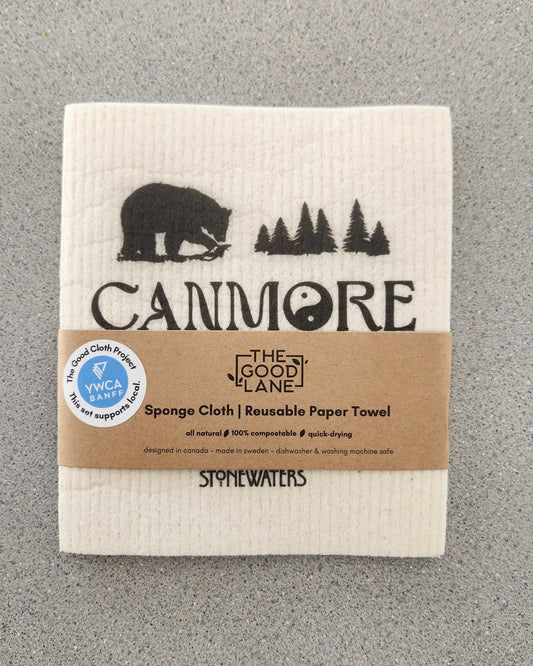 CANMORE
The Good Cloth Project
YWCA
BANFF
This set supports local.
THE
GOOD
LANE
Sponge Cloth | Reusable Paper Towel
all natural 100% compostable quick-drying
designed in canada - made in sweden - dishwasher & washing machine safe
STONEWATERS